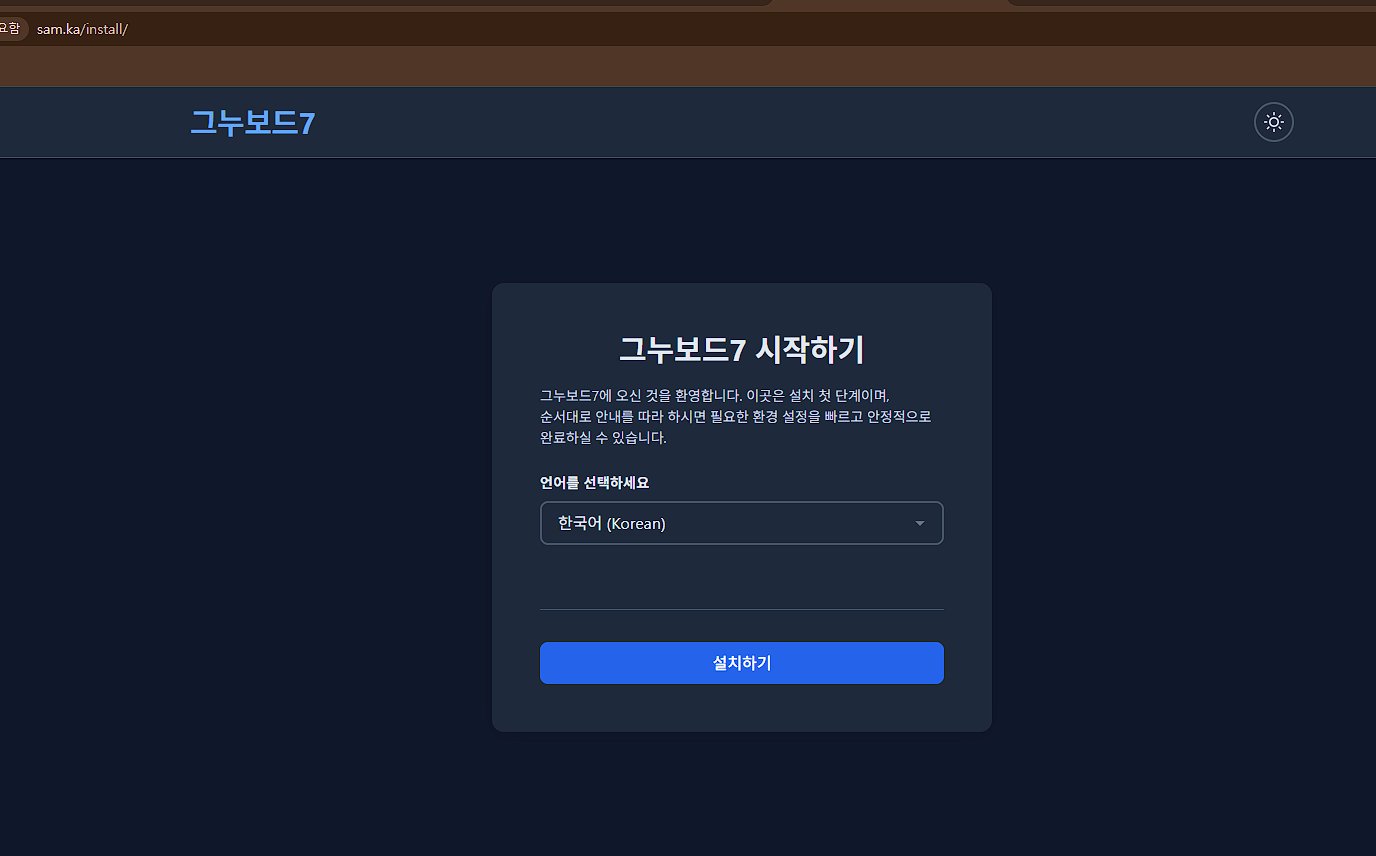 요함
sam.ka/install/
그누보드7
그누보드7 시작하기
그누보드7에 오신 것을 환영합니다. 이곳은 설치 첫 단계이며,
순서대로 안내를 따라 하시면 필요한 환경 설정을 빠르고 안정적으로
완료하실 수 있습니다.
언어를 선택하세요
한국어 (Korean)
설치하기